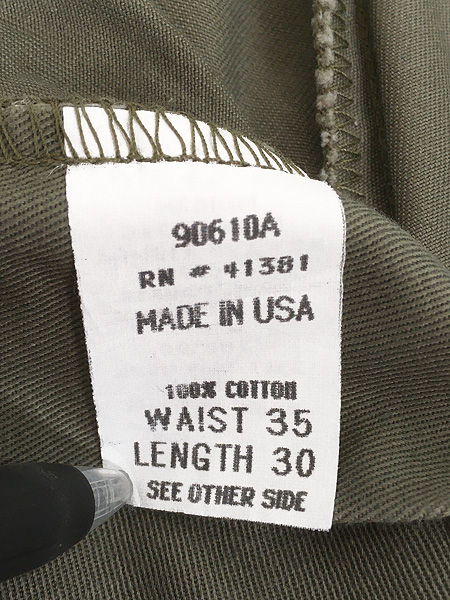 90610A
RN # 41381
MADE IN USA
100% COTTON
WAIST 35
LENGTH 30
SEE OTHER SIDE